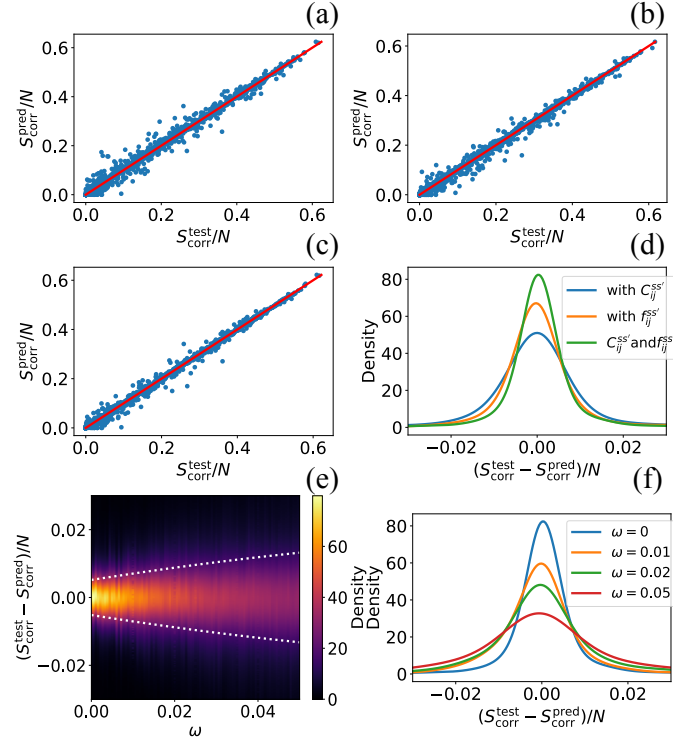 (a)
(b)
0.6
0.4
0.2
0.0
S_corr^pred/N
0.0 0.2 0.4 0.6
S_corr^test/N
0.6
0.4
0.2
0.0
S_corr^pred/N
0.0 0.2 0.4 0.6
S_corr^test/N
(c)
(d)
0.6
0.4
0.2
0.0
S_corr^pred/N
0.0 0.2 0.4 0.6
S_corr^test/N
80
60
40
20
0
Density
with C_ij^ss'
with f_ij^ss'
C_ij^ss' and f_ij^ss
−0.02 0.00 0.02
(S_corr^test − S_corr^pred)/N
(e)
(f)
0.02
0.00
−0.02
(S_corr^test − S_corr^pred)/N
0.00 0.02 0.04
ω
60
40
20
0
Density
Density
80
60
40
20
0
ω = 0
ω = 0.01
ω = 0.02
ω = 0.05
−0.02 0.00 0.02
(S_corr^test − S_corr^pred)/N